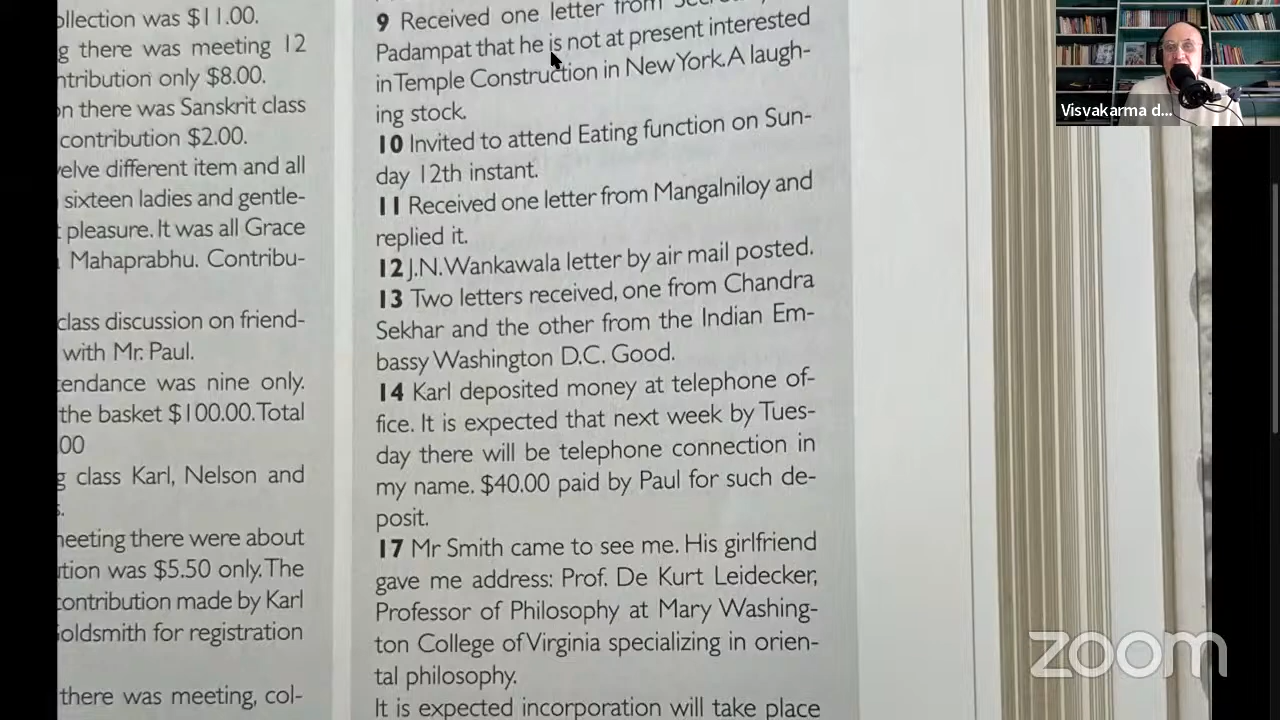 ollection was $11.00.
g there was meeting 12
ntribution only $8.00.
on there was Sanskrit class
contribution $2.00.
velve different item and all
sixteen ladies and gentle-
t pleasure. It was all Grace
Mahaprabhu. Contribu-
class discussion on friend-
with Mr. Paul.
tendance was nine only.
the basket $100.00. Total
00
g class Karl, Nelson and
s.
meeting there were about
ution was $5.50 only. The
contribution made by Karl
Goldsmith for registration
there was meeting, col-
9 Received one letter from
Padampat that he is not at present interested
in Temple Construction in New York. A laugh-
ing stock.
10 Invited to attend Eating function on Sun-
day 12th instant.
11 Received one letter from Mangalniloy and
replied it.
12 J.N. Wankawala letter by air mail posted.
13 Two letters received, one from Chandra
Sekhar and the other from the Indian Em-
bassy Washington D.C. Good.
14 Karl deposited money at telephone of-
fice. It is expected that next week by Tues-
day there will be telephone connection in
my name. $40.00 paid by Paul for such de-
posit.
17 Mr Smith came to see me. His girlfriend
gave me address: Prof. De Kurt Leidecker,
Professor of Philosophy at Mary Washing-
ton College of Virginia specializing in orien-
tal philosophy.
It is expected incorporation will take place
Visvakarma d...
zoom